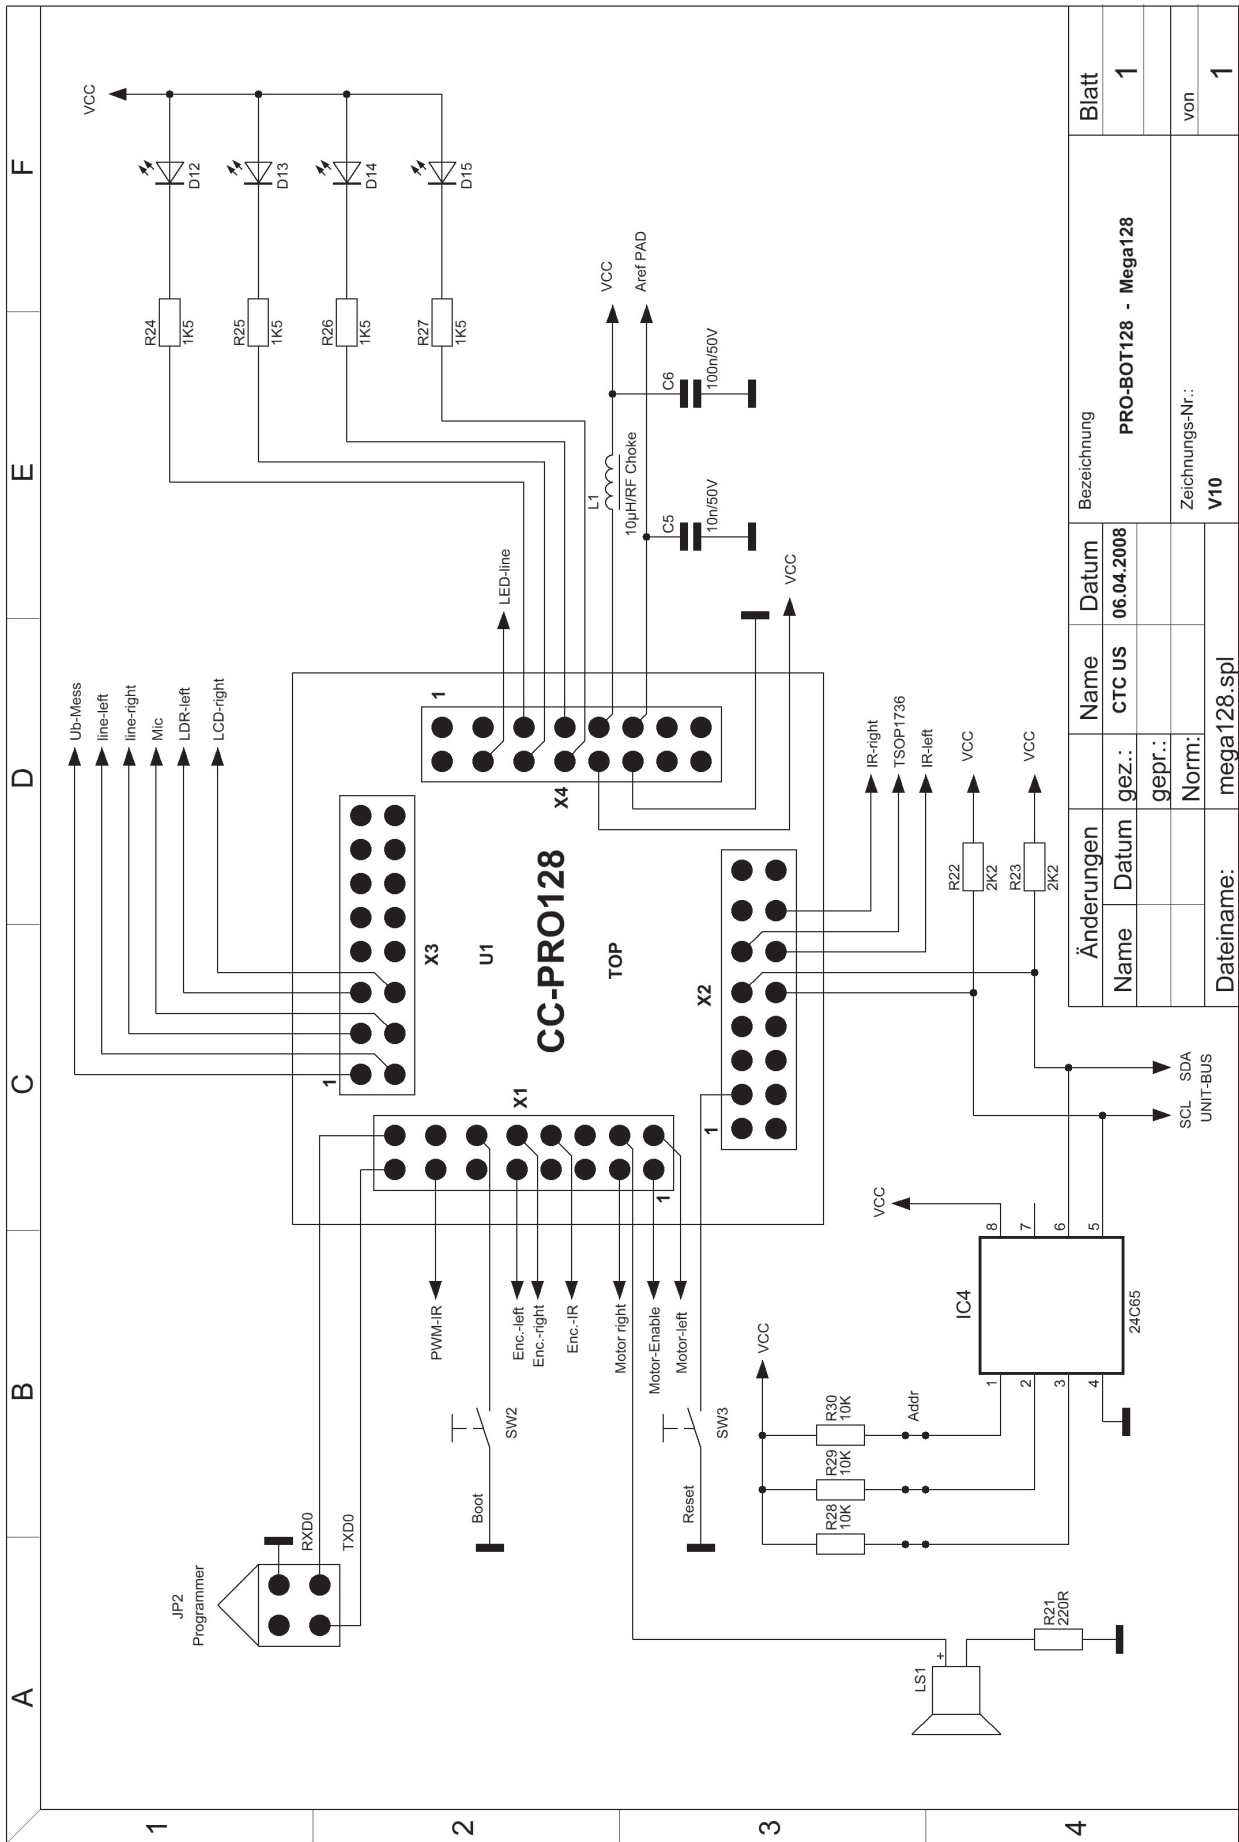 A
B
C
D
E
F
1
2
3
4
JP2
Programmer
RXD0
TXD0
PWM-IR
Boot
SW2
Enc.-left
Enc.-right
Enc.-IR
Motor right
Motor-Enable
Motor-left
Reset
SW3
LS1
+
R21
220R
R28
10K
R29
10K
R30
10K
VCC
Addr
IC4
24C65
1
2
3
4
8
7
6
5
VCC
SCL
SDA
UNIT-BUS
Ub-Mess
line-left
line-right
Mic
LDR-left
LCD-right
1
X3
1
X1
U1
CC-PRO128
TOP
1
X2
1
X4
LED-line
IR-right
TSOP1736
IR-left
R22
2K2
VCC
R23
2K2
VCC
VCC
R24
1K5
D12
R25
1K5
D13
R26
1K5
D14
R27
1K5
D15
L1
10µH/RF Choke
VCC
Aref PAD
C5
10n/50V
C6
100n/50V
VCC
Änderungen
Name
Datum
gez.:
gepr.:
Norm:
Name
Datum
CTC US
06.04.2008
Dateiname:
mega128.spl
Bezeichnung
PRO-BOT128 - Mega128
Zeichnungs-Nr.:
V10
Blatt
1
von
1